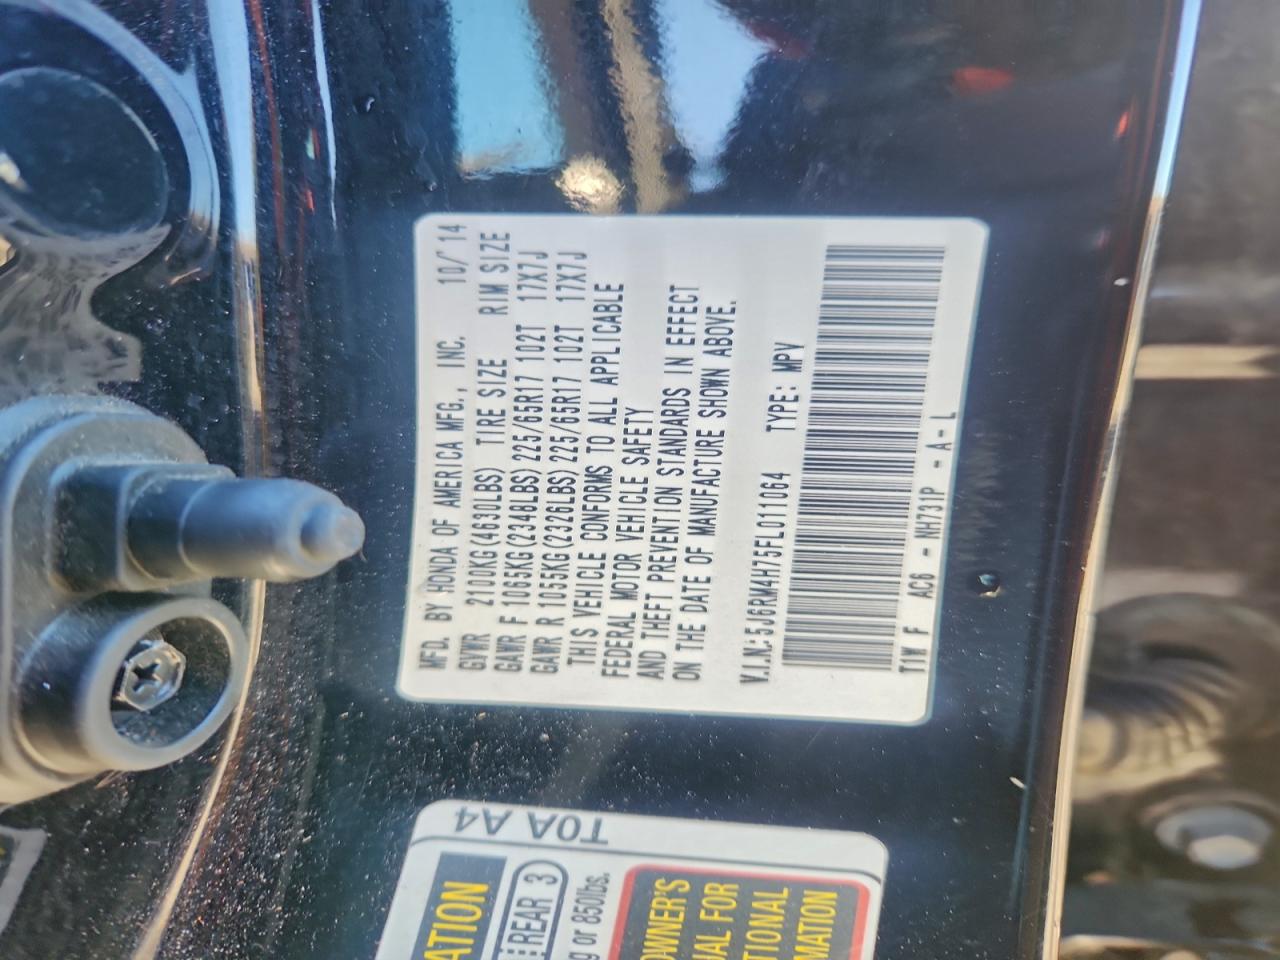 MFD. BY HONDA OF AMERICA MFG., INC. 10/'14
GVWR 2100KG(4630LBS) TIRE SIZE RIM SIZE
GAWR F 1065KG(2348LBS) 225/65R17 102T 17X7J
GAWR R 1055KG(2326LBS) 225/65R17 102T 17X7J
THIS VEHICLE CONFORMS TO ALL APPLICABLE
FEDERAL MOTOR VEHICLE SAFETY
AND THEFT PREVENTION STANDARDS IN EFFECT
ON THE DATE OF MANUFACTURE SHOWN ABOVE.
V.I.N.: 5J6RM4H75FL011064 TYPE: MPV
T1W F AC6 - NH731P - A - L
T0A A4
ATION
REAR 3
g or 850lbs.
OWNER'S
UAL FOR
TIONAL
MATION